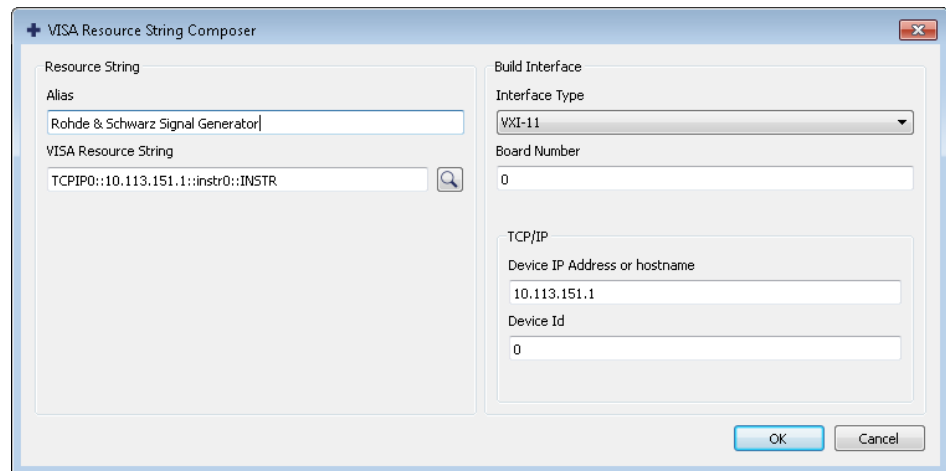 VISA Resource String Composer
Resource String
Alias
Rohde & Schwarz Signal Generator
VISA Resource String
TCPIP0::10.113.151.1::instr0::INSTR
Build Interface
Interface Type
VXI-11
Board Number
0
TCP/IP
Device IP Address or hostname
10.113.151.1
Device Id
0
OK
Cancel